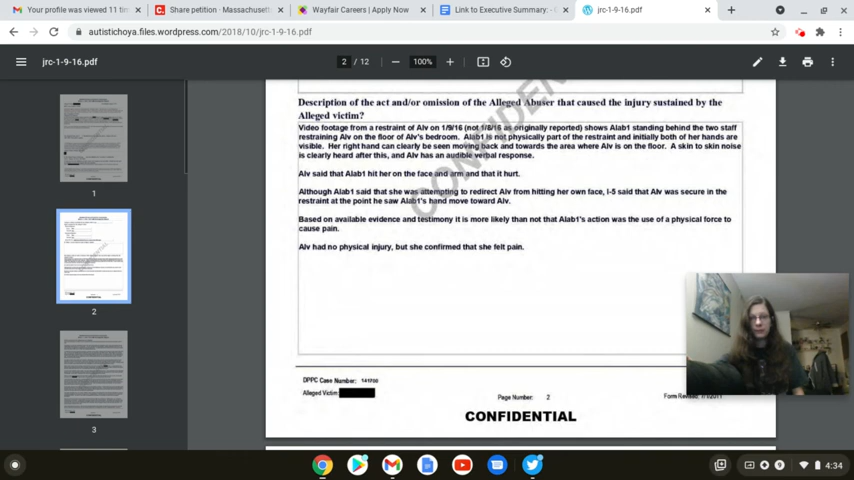 Your profile was viewed 11 tim
Share petition · Massachuset
Wayfair Careers | Apply Now
Link to Executive Summary: -
jrc-1-9-16.pdf
autistichoya.files.wordpress.com/2018/10/jrc-1-9-16.pdf
jrc-1-9-16.pdf
2 / 12
100%
Description of the act and/or omission of the Alleged Abuser that caused the injury sustained by the
Alleged victim?
Video footage from a restraint of Alv on 1/9/16 (not 1/8/16 as originally reported) shows Alab1 standing behind the two staff
restraining Alv on the floor of Alv's bedroom. Alab1 is not physically part of the restraint and initially both of her hands are
visible. Her right hand can clearly be seen moving back and towards the area where Alv is on the floor. A skin to skin noise
is clearly heard after this, and Alv has an audible verbal response.
Alv said that Alab1 hit her on the face and arm and that it hurt.
Although Alab1 said that she was attempting to redirect Alv from hitting her own face, I-5 said that Alv was secure in the
restraint at the point he saw Alab1's hand move toward Alv.
Based on available evidence and testimony it is more likely than not that Alab1's action was the use of a physical force to
cause pain.
Alv had no physical injury, but she confirmed that she felt pain.
CONFIDENTIAL
DPPC Case Number:
Alleged Victim:
Page Number: 2
Form Revised
CONFIDENTIAL
1
2
3
9
4:34